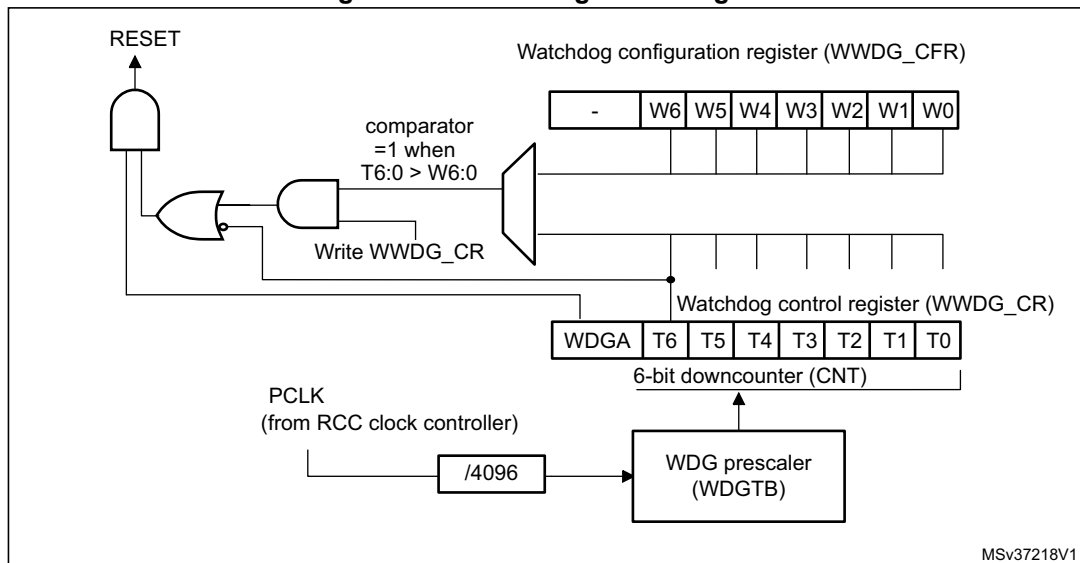 RESET
Watchdog configuration register (WWDG_CFR)
- W6 W5 W4 W3 W2 W1 W0
comparator
=1 when
T6:0 > W6:0
Write WWDG_CR
Watchdog control register (WWDG_CR)
WDGA T6 T5 T4 T3 T2 T1 T0
6-bit downcounter (CNT)
PCLK
(from RCC clock controller)
/4096
WDG prescaler
(WDGTB)
MSv37218V1